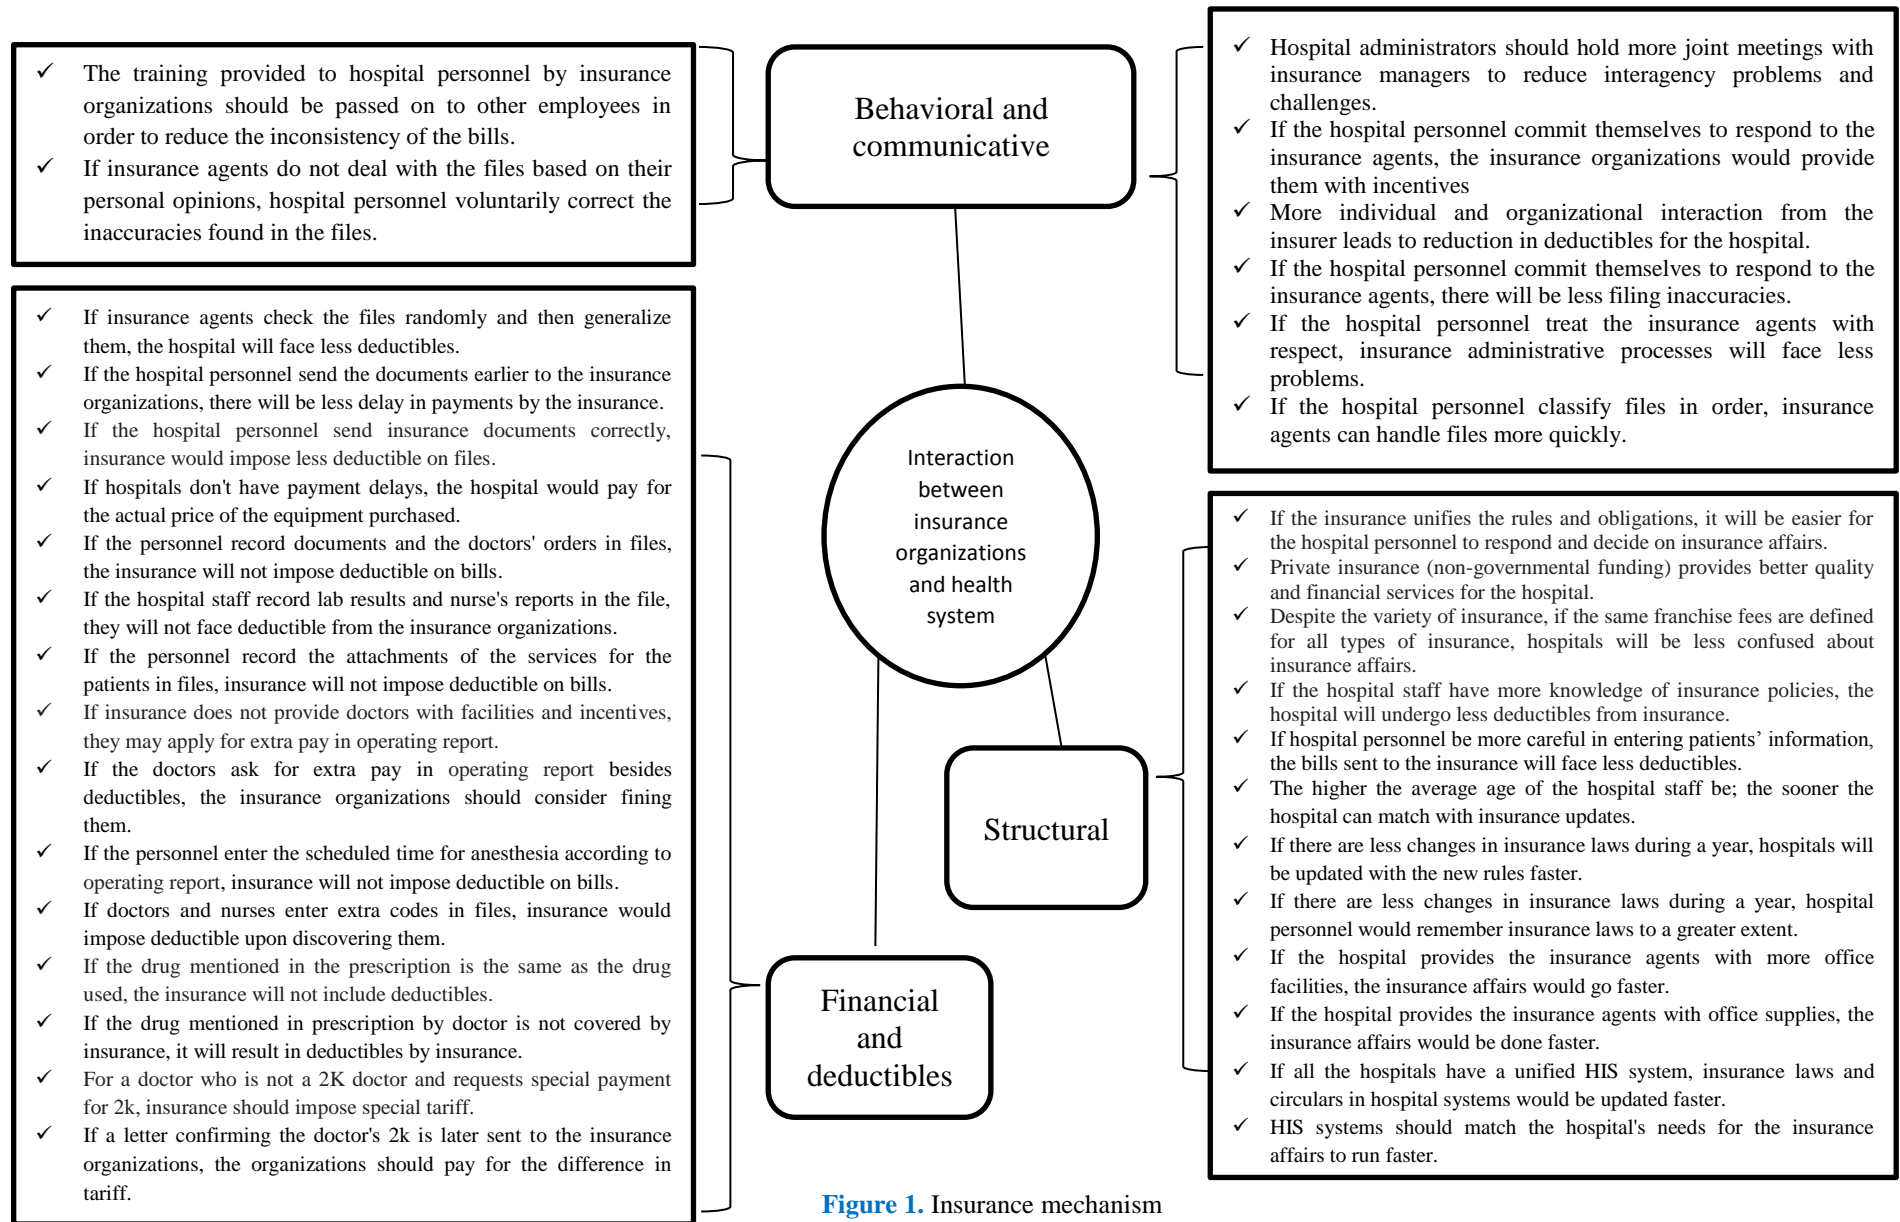 ✓ The training provided to hospital personnel by insurance
organizations should be passed on to other employees in
order to reduce the inconsistency of the bills.
✓ If insurance agents do not deal with the files based on their
personal opinions, hospital personnel voluntarily correct the
inaccuracies found in the files.
Behavioral and
communicative
✓ Hospital administrators should hold more joint meetings with
insurance managers to reduce interagency problems and
challenges.
✓ If the hospital personnel commit themselves to respond to the
insurance agents, the insurance organizations would provide
them with incentives
✓ More individual and organizational interaction from the
insurer leads to reduction in deductibles for the hospital.
✓ If the hospital personnel commit themselves to respond to the
insurance agents, there will be less filing inaccuracies.
✓ If the hospital personnel treat the insurance agents with
respect, insurance administrative processes will face less
problems.
✓ If the hospital personnel classify files in order, insurance
agents can handle files more quickly.
✓ If insurance agents check the files randomly and then generalize
them, the hospital will face less deductibles.
✓ If the hospital personnel send the documents earlier to the insurance
organizations, there will be less delay in payments by the insurance.
✓ If the hospital personnel send insurance documents correctly,
insurance would impose less deductible on files.
✓ If hospitals don't have payment delays, the hospital would pay for
the actual price of the equipment purchased.
✓ If the personnel record documents and the doctors' orders in files,
the insurance will not impose deductible on bills.
✓ If the hospital staff record lab results and nurse's reports in the file,
they will not face deductible from the insurance organizations.
✓ If the personnel record the attachments of the services for the
patients in files, insurance will not impose deductible on bills.
✓ If insurance does not provide doctors with facilities and incentives,
they may apply for extra pay in operating report.
✓ If the doctors ask for extra pay in operating report besides
deductibles, the insurance organizations should consider fining
them.
✓ If the personnel enter the scheduled time for anesthesia according to
operating report, insurance will not impose deductible on bills.
✓ If doctors and nurses enter extra codes in files, insurance would
impose deductible upon discovering them.
✓ If the drug mentioned in the prescription is the same as the drug
used, the insurance will not include deductibles.
✓ If the drug mentioned in prescription by doctor is not covered by
insurance, it will result in deductibles by insurance.
✓ For a doctor who is not a 2K doctor and requests special payment
for 2k, insurance should impose special tariff.
✓ If a letter confirming the doctor's 2k is later sent to the insurance
organizations, the organizations should pay for the difference in
tariff.
Interaction
between
insurance
organizations
and health
system
Structural
Financial
and
deductibles
✓ If the insurance unifies the rules and obligations, it will be easier for
the hospital personnel to respond and decide on insurance affairs.
✓ Private insurance (non-governmental funding) provides better quality
and financial services for the hospital.
✓ Despite the variety of insurance, if the same franchise fees are defined
for all types of insurance, hospitals will be less confused about
insurance affairs.
✓ If the hospital staff have more knowledge of insurance policies, the
hospital will undergo less deductibles from insurance.
✓ If hospital personnel be more careful in entering patients’ information,
the bills sent to the insurance will face less deductibles.
✓ The higher the average age of the hospital staff be; the sooner the
hospital can match with insurance updates.
✓ If there are less changes in insurance laws during a year, hospitals will
be updated with the new rules faster.
✓ If there are less changes in insurance laws during a year, hospital
personnel would remember insurance laws to a greater extent.
✓ If the hospital provides the insurance agents with more office
facilities, the insurance affairs would go faster.
✓ If the hospital provides the insurance agents with office supplies, the
insurance affairs would be done faster.
✓ If all the hospitals have a unified HIS system, insurance laws and
circulars in hospital systems would be updated faster.
✓ HIS systems should match the hospital's needs for the insurance
affairs to run faster.
Figure 1. Insurance mechanism